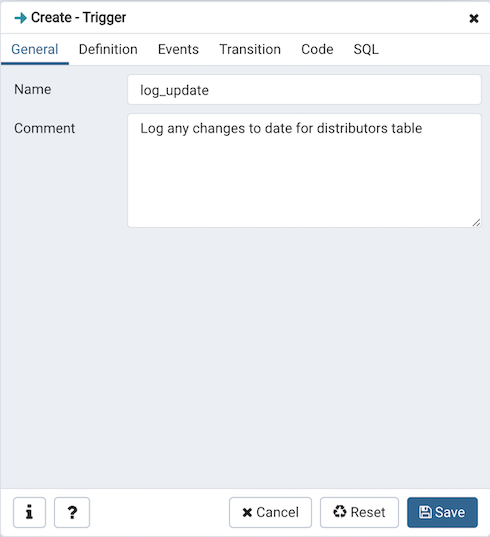 Create - Trigger
General Definition Events Transition Code SQL
Name log_update
Comment Log any changes to date for distributors table
i ? Cancel Reset Save